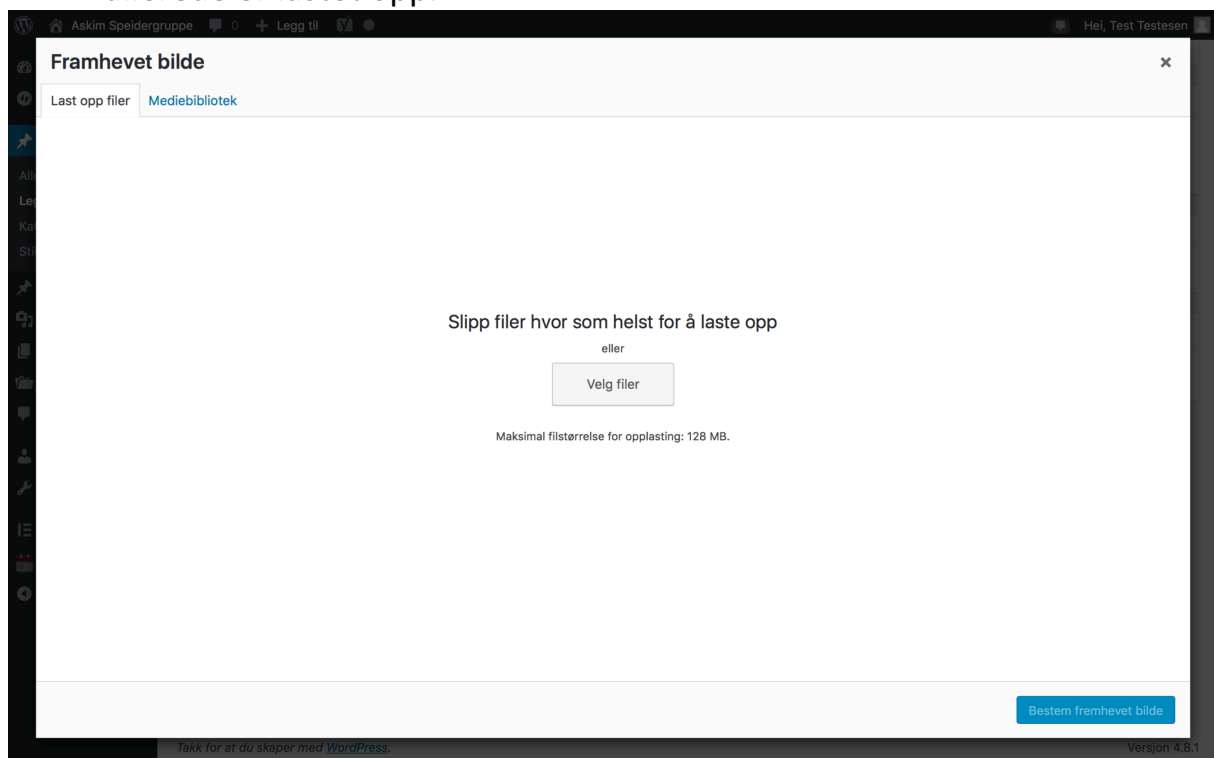 Askim Speidergruppe 0 + Legg til Hei, Test Testesen
Framhevet bilde
Last opp filer Mediebibliotek
Slipp filer hvor som helst for å laste opp
eller
Velg filer
Maksimal filstørrelse for opplasting: 128 MB.
Bestem fremhevet bilde
Takk for at du skaper med WordPress. Versjon 4.8.1